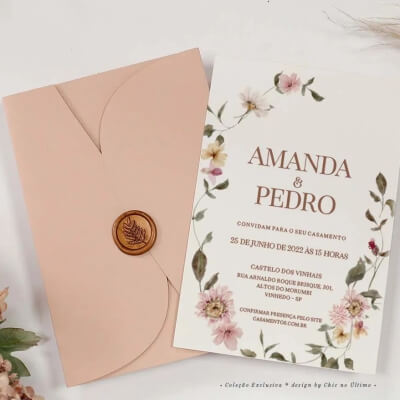 AMANDA
&
PEDRO
CONVIDAM PARA O SEU CASAMENTO
25 DE JUNHO DE 2022 ÀS 15 HORAS
CASTELO DOS VINHAIS
RUA ARNALDO ROQUE BRISQUE, 301,
ALTOS DO MORUMBI
VINHEDO - SP
CONFIRMAR PRESENÇA PELO SITE
CASAMENTOS.COM.BR
• Coleção Exclusiva * design by Chic no Último •